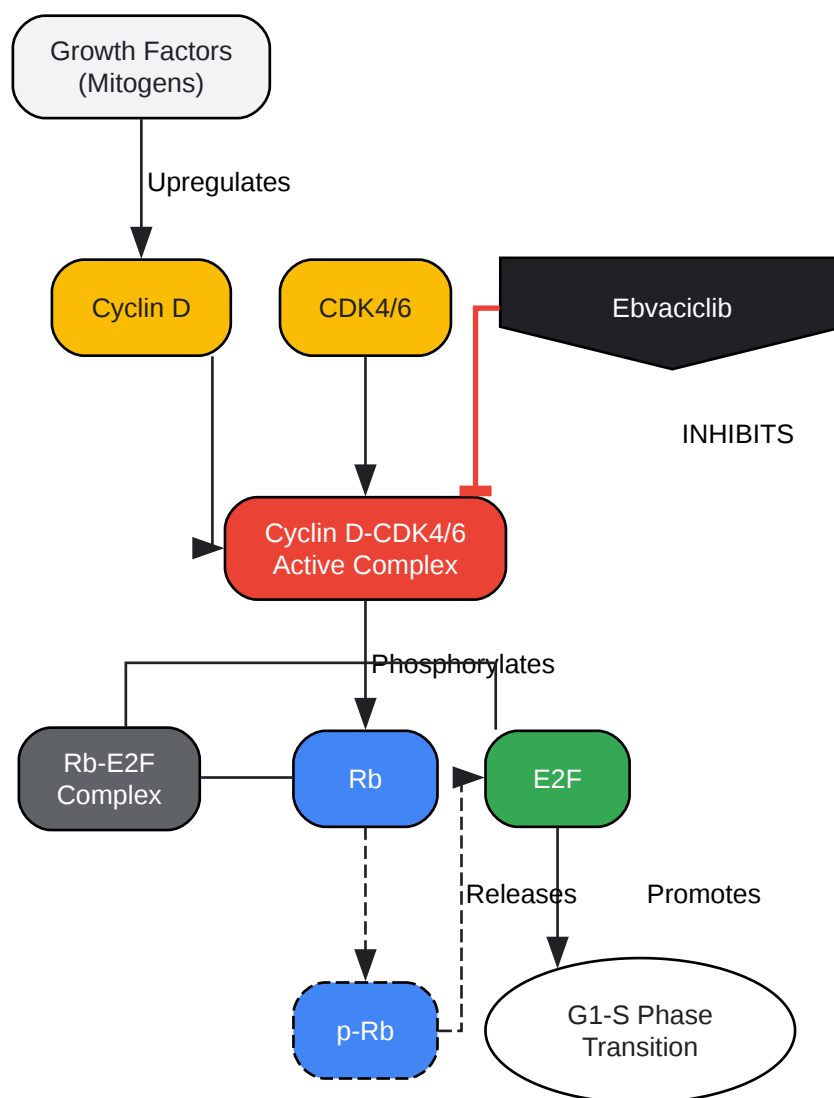 Growth Factors
(Mitogens)
Upregulates
Cyclin D
CDK4/6
Ebvaciclib
INHIBITS
Cyclin D-CDK4/6
Active Complex
Phosphorylates
Rb-E2F
Complex
Rb
E2F
Releases
Promotes
p-Rb
G1-S Phase
Transition